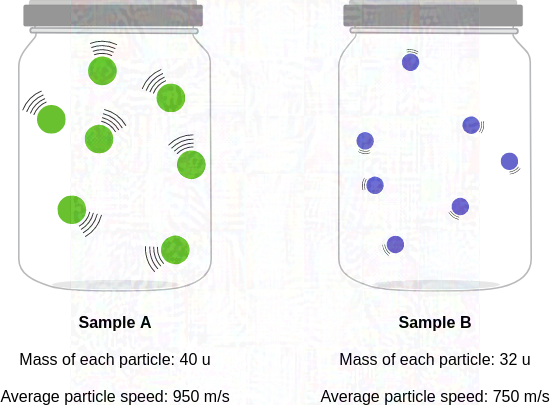 Sample A
Mass of each particle: 40 u
Average particle speed: 950 m/s
Sample B
Mass of each particle: 32 u
Average particle speed: 750 m/s